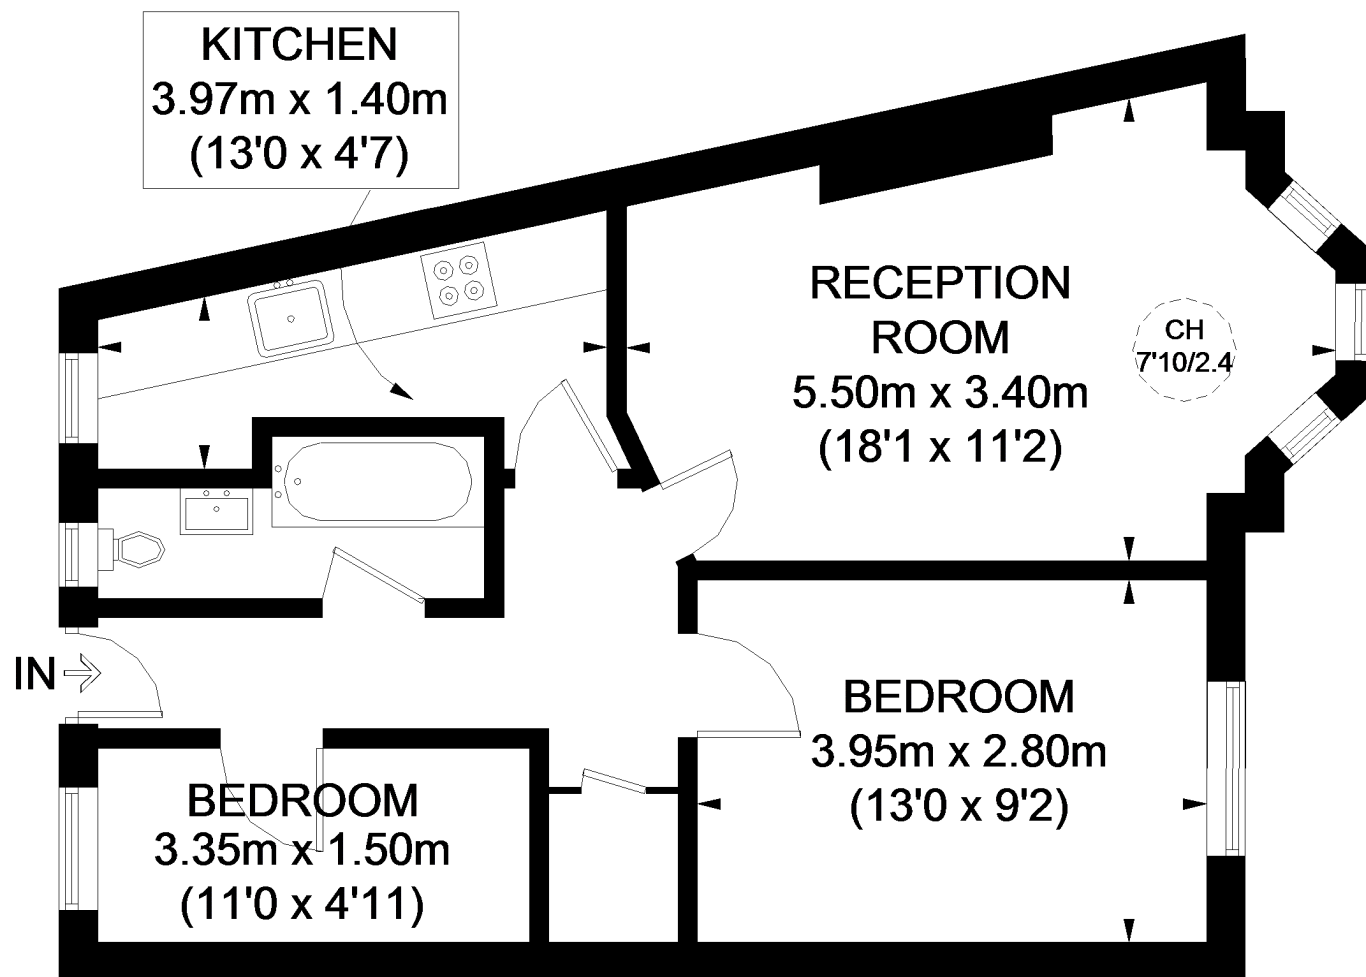 KITCHEN
3.97m x 1.40m
(13'0 x 4'7)
RECEPTION
ROOM
5.50m x 3.40m
(18'1 x 11'2)
CH
7'10/2.4
IN
BEDROOM
3.95m x 2.80m
(13'0 x 9'2)
BEDROOM
3.35m x 1.50m
(11'0 x 4'11)